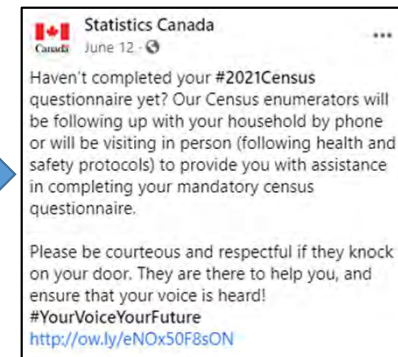 Statistics Canada
Canada June 12 ·
Haven't completed your #2021Census
questionnaire yet? Our Census enumerators will
be following up with your household by phone
or will be visiting in person (following health and
safety protocols) to provide you with assistance
in completing your mandatory census
questionnaire.
Please be courteous and respectful if they knock
on your door. They are there to help you, and
ensure that your voice is heard!
#YourVoiceYourFuture
http://ow.ly/eNOx50F8sON